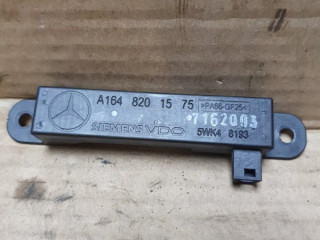 A164 820 15 75 >PA66-GF25<
7162003
SIEMENS VDO 5WK4 8193